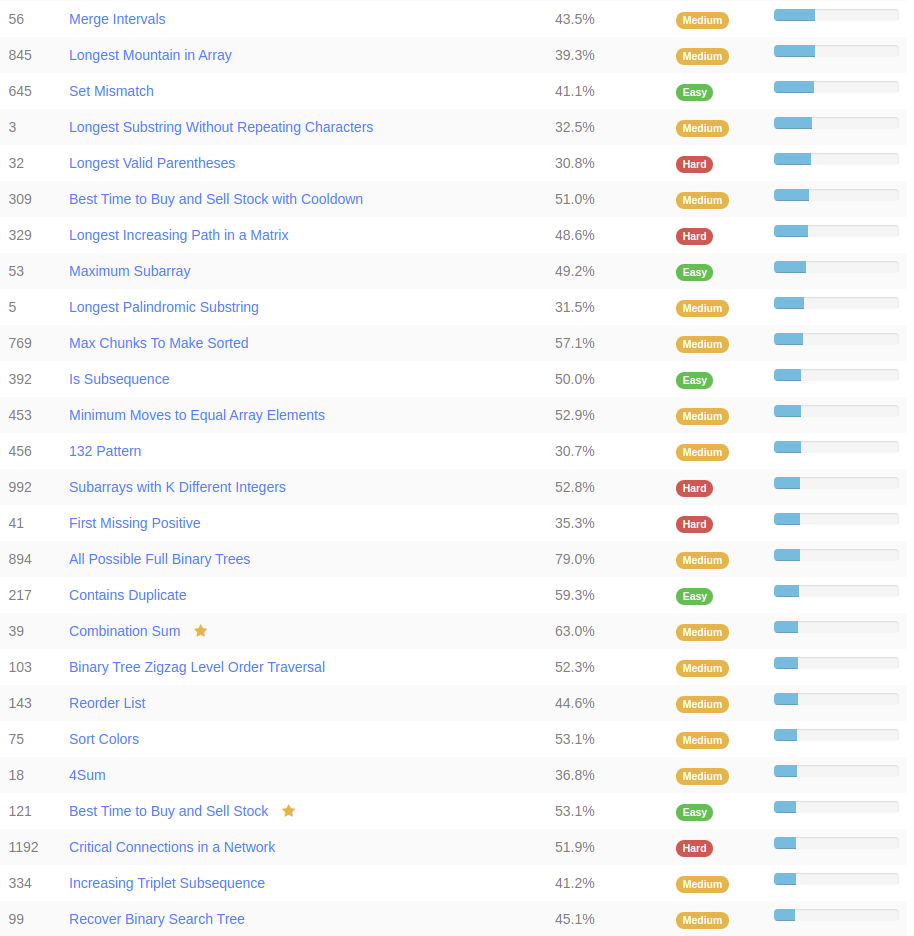 56 Merge Intervals 43.5% Medium
845 Longest Mountain in Array 39.3% Medium
645 Set Mismatch 41.1% Easy
3 Longest Substring Without Repeating Characters 32.5% Medium
32 Longest Valid Parentheses 30.8% Hard
309 Best Time to Buy and Sell Stock with Cooldown 51.0% Medium
329 Longest Increasing Path in a Matrix 48.6% Hard
53 Maximum Subarray 49.2% Easy
5 Longest Palindromic Substring 31.5% Medium
769 Max Chunks To Make Sorted 57.1% Medium
392 Is Subsequence 50.0% Easy
453 Minimum Moves to Equal Array Elements 52.9% Medium
456 132 Pattern 30.7% Medium
992 Subarrays with K Different Integers 52.8% Hard
41 First Missing Positive 35.3% Hard
894 All Possible Full Binary Trees 79.0% Medium
217 Contains Duplicate 59.3% Easy
39 Combination Sum 63.0% Medium
103 Binary Tree Zigzag Level Order Traversal 52.3% Medium
143 Reorder List 44.6% Medium
75 Sort Colors 53.1% Medium
18 4Sum 36.8% Medium
121 Best Time to Buy and Sell Stock 53.1% Easy
1192 Critical Connections in a Network 51.9% Hard
334 Increasing Triplet Subsequence 41.2% Medium
99 Recover Binary Search Tree 45.1% Medium